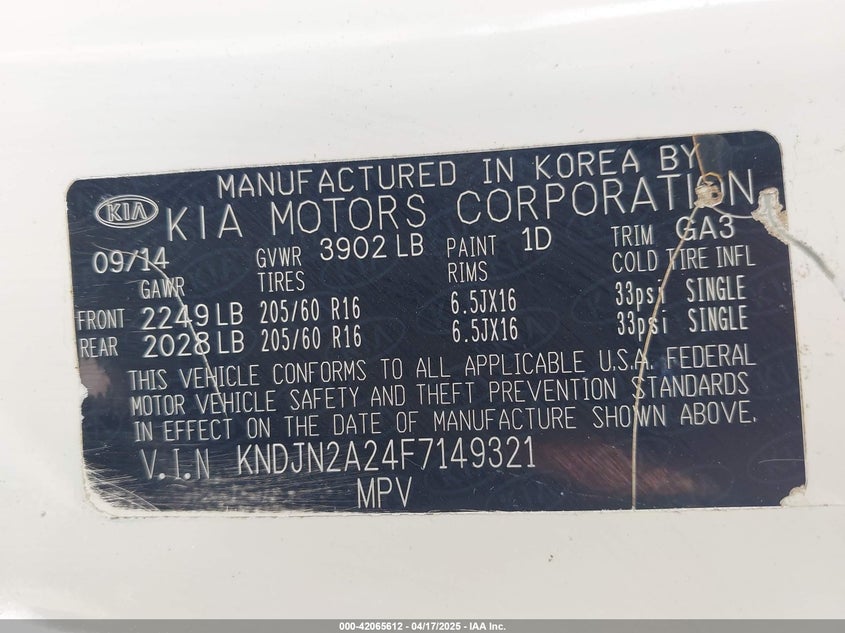 MANUFACTURED IN KOREA BY
KIA KIA MOTORS CORPORATION
09/14 GVWR 3902 LB PAINT 1D TRIM GA3
GAWR TIRES RIMS COLD TIRE INFL
FRONT 2249 LB 205/60 R16 6.5JX16 33psi SINGLE
REAR 2028 LB 205/60 R16 6.5JX16 33psi SINGLE
THIS VEHICLE CONFORMS TO ALL APPLICABLE U.S.A. FEDERAL
MOTOR VEHICLE SAFETY AND THEFT PREVENTION STANDARDS
IN EFFECT ON THE DATE OF MANUFACTURE SHOWN ABOVE.
V.I.N KNDJN2A24F7149321
MPV
000-42065612 - 04/17/2025 - IAA Inc.